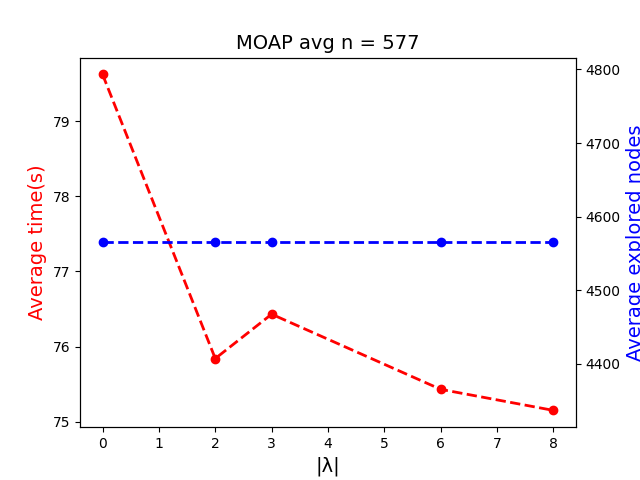 MOAP avg n = 577
Average time(s)
79
78
77
76
75
4800
4700
4600
4500
4400
Average explored nodes
0 1 2 3 4 5 6 7 8
|λ|